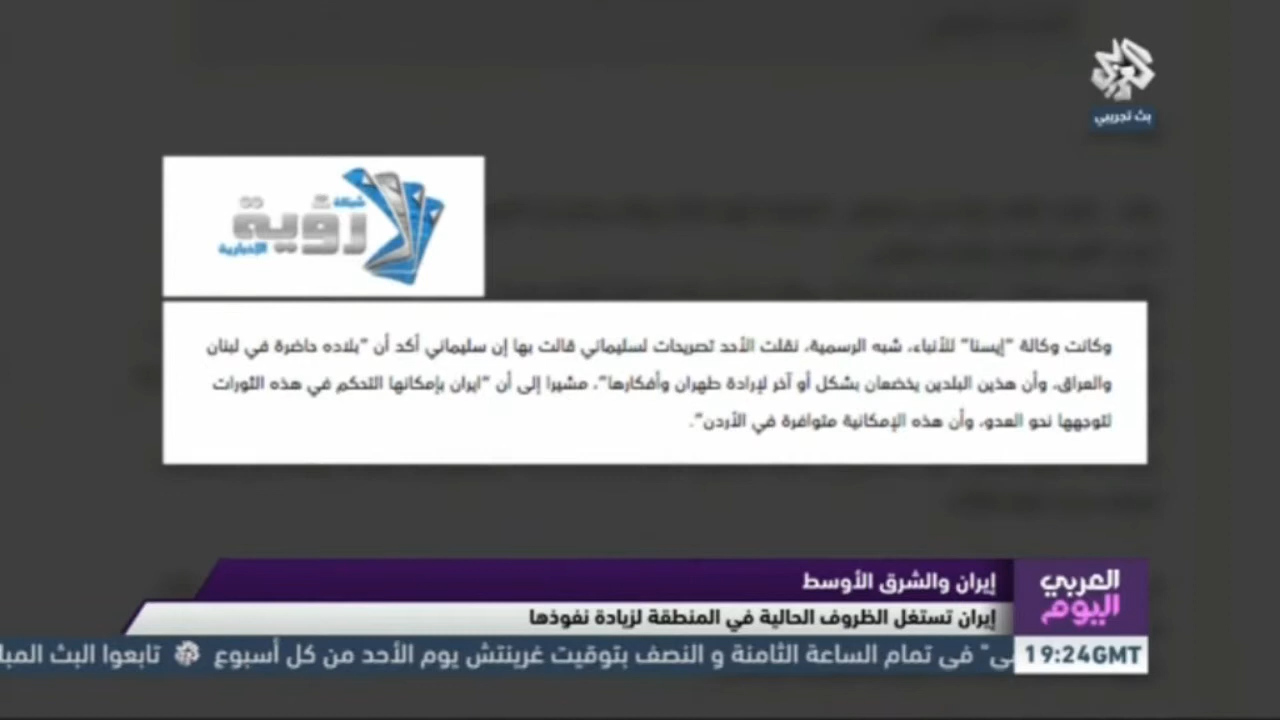 العربي
بث تجريبي
شبكة
رؤية
الإخبارية
وكانت وكالة "إيسنا" للأنباء، شبه الرسمية، نقلت الأحد تصريحات لسليماني قالت بها إن سليماني أكد أن "بلاده حاضرة في لبنان
والعراق، وأن هذين البلدين يخضعان بشكل أو آخر لإرادة طهران وأفكارها"، مشيرا إلى أن "ايران بإمكانها التحكم في هذه الثورات
لتوجهها نحو العدو، وأن هذه الإمكانية متوافرة في الأردن".
العربي
اليوم
إيران والشرق الأوسط
إيران تستغل الظروف الحالية في المنطقة لزيادة نفوذها
19:24GMT
" فى تمام الساعة الثامنة و النصف بتوقيت غرينتش يوم الأحد من كل أسبوع تابعوا البث